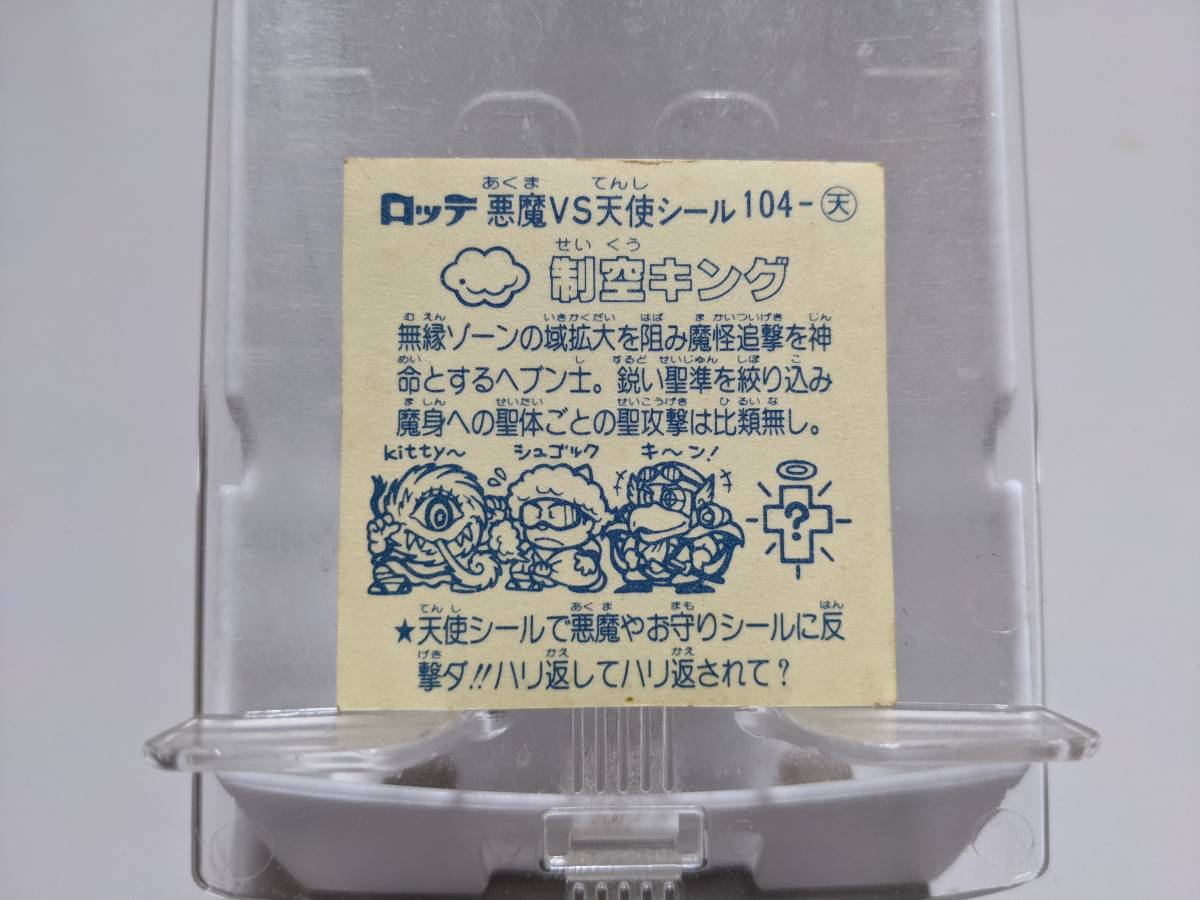 あくま てんし
ロッテ 悪魔VS天使シール 104-天
せい くう
制空キング
む えん いきかくだい はば ま かいついげき じん
無縁ゾーンの域拡大を阻み魔怪追撃を神
めい し するど せいじゅん しぼ こ
命とするヘブン士。鋭い聖準を絞り込み
ま しん せいたい せいこうげき ひ るい な
魔身への聖体ごとの聖攻撃は比類無し。
kitty〜 シュゴック キ〜ン!
?
てん し あく ま まも はん
★天使シールで悪魔やお守りシールに反
げき かえ かえ
撃ダ!!ハリ返してハリ返されて?